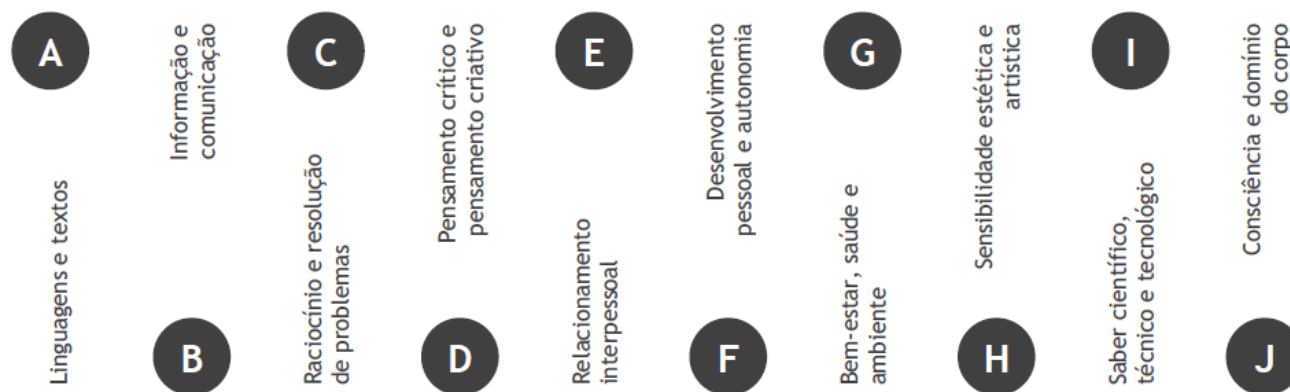 A
Linguagens e textos
Informação e
comunicação
B
C
Raciocínio e resolução
de problemas
Pensamento crítico e
pensamento criativo
D
E
Relacionamento
interpessoal
Desenvolvimento
pessoal e autonomia
F
G
Bem-estar, saúde e
ambiente
Sensibilidade estética e
artística
H
I
Saber científico,
técnico e tecnológico
Consciência e domínio
do corpo
J